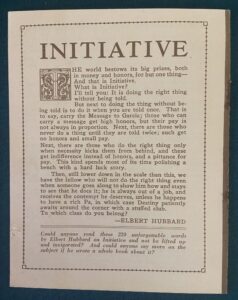 INITIATIVE
THE world bestows its big prizes, both
in money and honors, for but one thing—
And that is Initiative.
What is Initiative?
I'll tell you: It is doing the right thing
without being told.
But next to doing the thing without be-
ing told is to do it when you are told once. That is
to say, carry the Message to Garcia; those who can
carry a message get high honors, but their pay is
not always in proportion. Next, there are those who
never do a thing until they are told twice; such get
no honors and small pay.
Next, there are those who do the right thing only
when necessity kicks them from behind, and these
get indifference instead of honors, and a pittance for
pay. This kind spends most of its time polishing a
bench with a hard luck story.
Then, still lower down in the scale than this, we
have the fellow who will not do the right thing even
when someone goes along to show him how and stays
to see that he does it; he is always out of a job, and
receives the contempt he deserves, unless he happens
to have a rich Pa, in which case Destiny patiently
awaits around the corner with a stuffed club.
To which class do you belong?
—ELBERT HUBBARD
Could anyone read these 220 unforgettable words
by Elbert Hubbard on Initiative and not be lifted up
and invigorated? And could anyone say more on the
subject if he wrote a whole book about it?